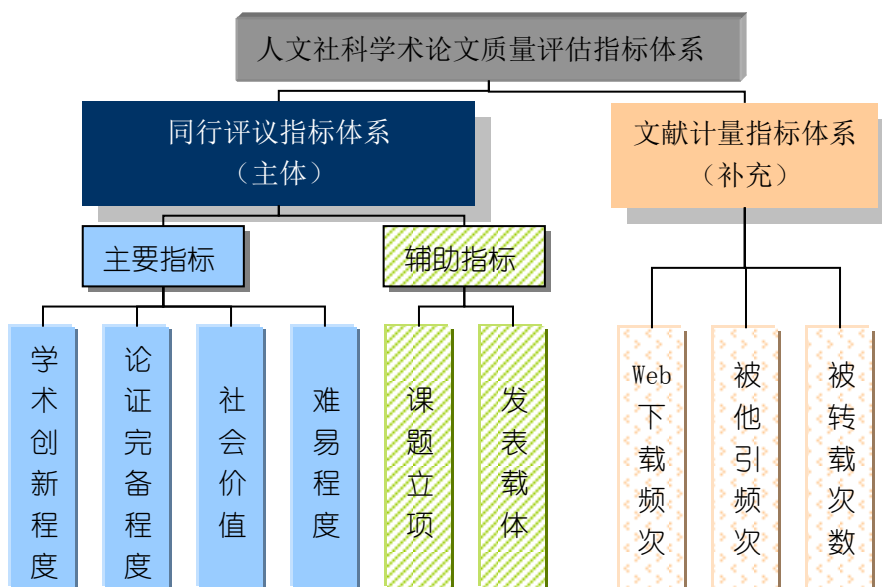 人文社科学术论文质量评估指标体系
同行评议指标体系
（主体）
文献计量指标体系
（补充）
主要指标
辅助指标
学术创新程度
论证完备程度
社会价值
难易程度
课题立项
发表载体
Web下载频次
被他引频次
被转载次数